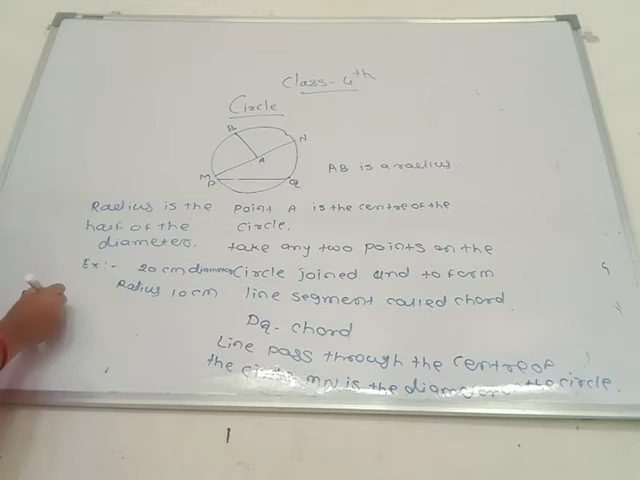 Class-4th
Circle
B
N
A
M
P
Q
AB is a radius.
Radius is the
half of the
diameter.
Ex:- 20 cm diameter
Radius 10 cm
Point A is the centre of the
circle.
take any two points on the
Circle joined and to form
line segment called chord
PQ - chord
Line pass through the centre of
the circle MN is the diameter the circle.